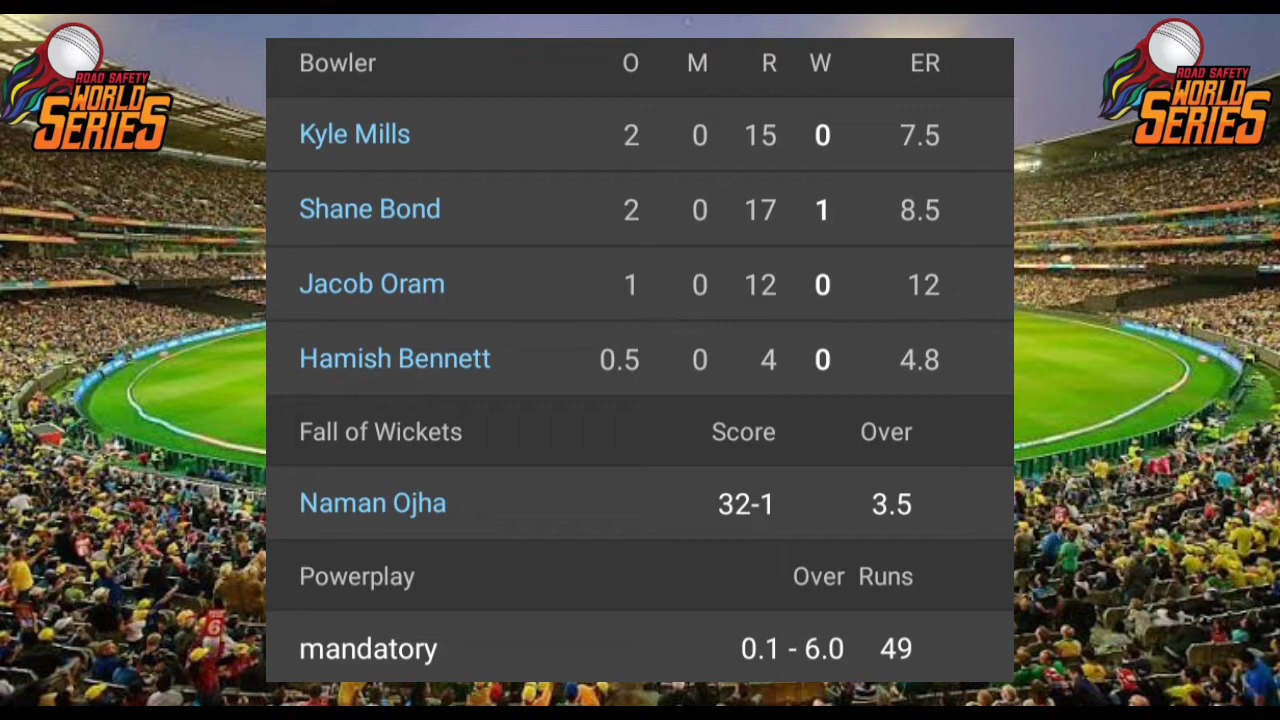 ROAD SAFETY
WORLD
SERIES
ROAD SAFETY
WORLD
SERIES
Bowler O M R W ER
Kyle Mills 2 0 15 0 7.5
Shane Bond 2 0 17 1 8.5
Jacob Oram 1 0 12 0 12
Hamish Bennett 0.5 0 4 0 4.8
Fall of Wickets Score Over
Naman Ojha 32-1 3.5
Powerplay Over Runs
mandatory 0.1 - 6.0 49
6